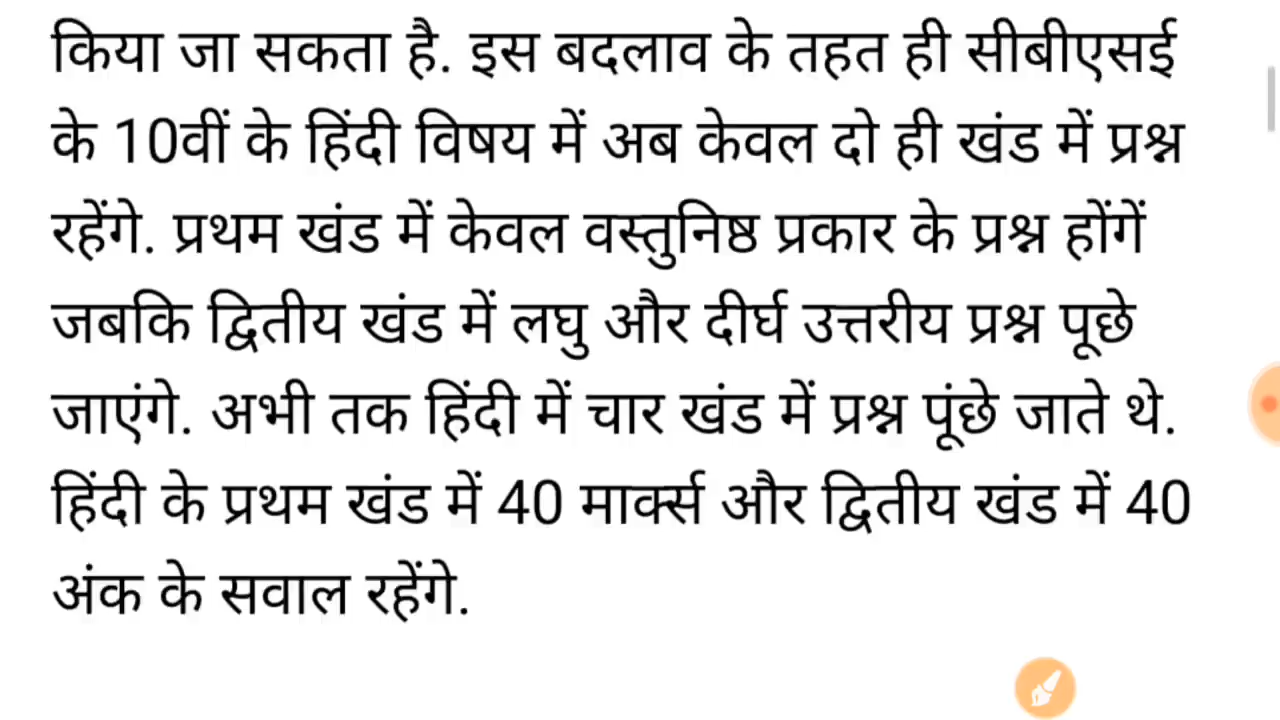 किया जा सकता है. इस बदलाव के तहत ही सीबीएसई
के 10वीं के हिंदी विषय में अब केवल दो ही खंड में प्रश्न
रहेंगे. प्रथम खंड में केवल वस्तुनिष्ठ प्रकार के प्रश्न होंगें
जबकि द्वितीय खंड में लघु और दीर्घ उत्तरीय प्रश्न पूछे
जाएंगे. अभी तक हिंदी में चार खंड में प्रश्न पूंछे जाते थे.
हिंदी के प्रथम खंड में 40 मार्क्स और द्वितीय खंड में 40
अंक के सवाल रहेंगे.